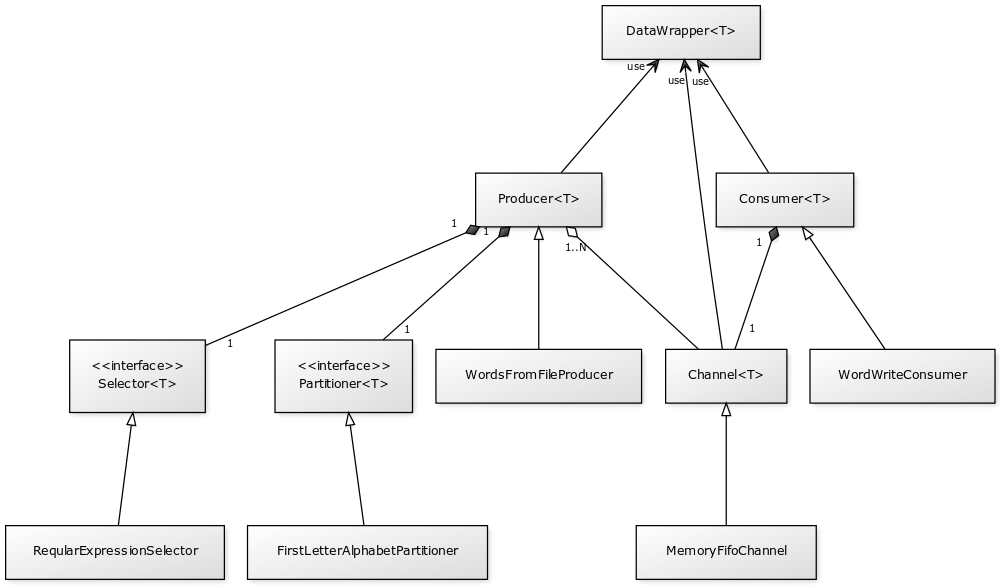 DataWrapper<T>
use
use
use
Producer<T>
Consumer<T>
1
1
1..N
1
1
1
1
<<interface>>
Selector<T>
<<interface>>
Partitioner<T>
WordsFromFileProducer
Channel<T>
WordWriteConsumer
ReqularExpressionSelector
FirstLetterAlphabetPartitioner
MemoryFifoChannel